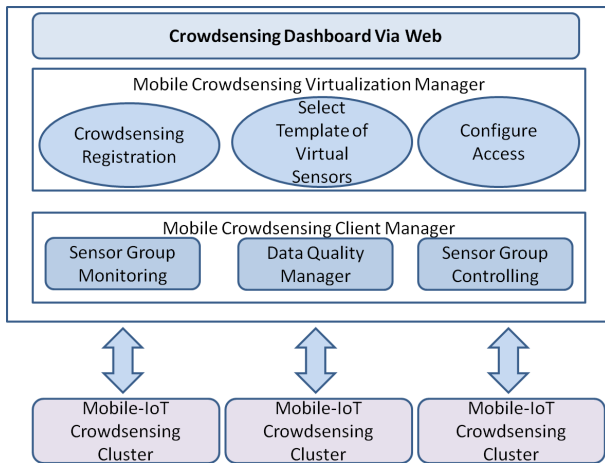 Crowdsensing Dashboard Via Web
Mobile Crowdsensing Virtualization Manager
Crowdsensing
Registration
Select
Template of
Virtual
Sensors
Configure
Access
Mobile Crowdsensing Client Manager
Sensor Group
Monitoring
Data Quality
Manager
Sensor Group
Controlling
Mobile-IoT
Crowdsensing
Cluster
Mobile-IoT
Crowdsensing
Cluster
Mobile-IoT
Crowdsensing
Cluster